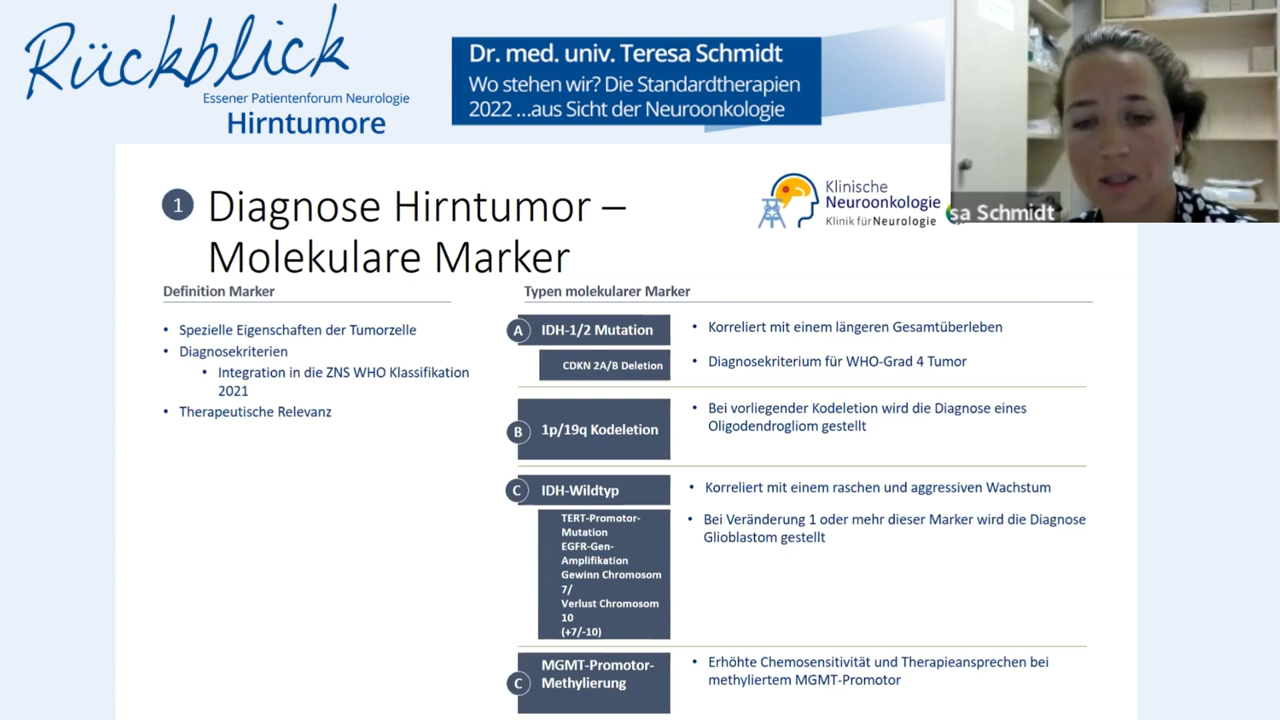 Rückblick
Essener Patientenforum Neurologie
Hirntumore
Dr. med. univ. Teresa Schmidt
Wo stehen wir? Die Standardtherapien
2022 ...aus Sicht der Neuroonkologie
sa Schmidt
Klinische
Neuroonkologie
Klinik für Neurologie
1
Diagnose Hirntumor –
Molekulare Marker
Definition Marker
• Spezielle Eigenschaften der Tumorzelle
• Diagnosekriterien
• Integration in die ZNS WHO Klassifikation
2021
• Therapeutische Relevanz
Typen molekularer Marker
A IDH-1/2 Mutation
• Korreliert mit einem längeren Gesamtüberleben
CDKN 2A/B Deletion
• Diagnosekriterium für WHO-Grad 4 Tumor
B 1p/19q Kodeletion
• Bei vorliegender Kodeletion wird die Diagnose eines
Oligodendrogliom gestellt
C IDH-Wildtyp
• Korreliert mit einem raschen und aggressiven Wachstum
TERT-Promotor-
Mutation
EGFR-Gen-
Amplifikation
Gewinn Chromosom
7/
Verlust Chromosom
10
(+7/-10)
• Bei Veränderung 1 oder mehr dieser Marker wird die Diagnose
Glioblastom gestellt
C MGMT-Promotor-
Methylierung
• Erhöhte Chemosensitivität und Therapieansprechen bei
methyliertem MGMT-Promotor